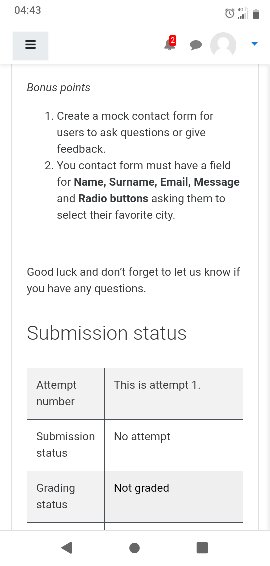 04:43
2
Bonus points
1. Create a mock contact form for
users to ask questions or give
feedback.
2. You contact form must have a field
for Name, Surname, Email, Message
and Radio buttons asking them to
select their favorite city.
Good luck and don't forget to let us know if
you have any questions.
Submission status
Attempt number
This is attempt 1.
Submission status
No attempt
Grading status
Not graded